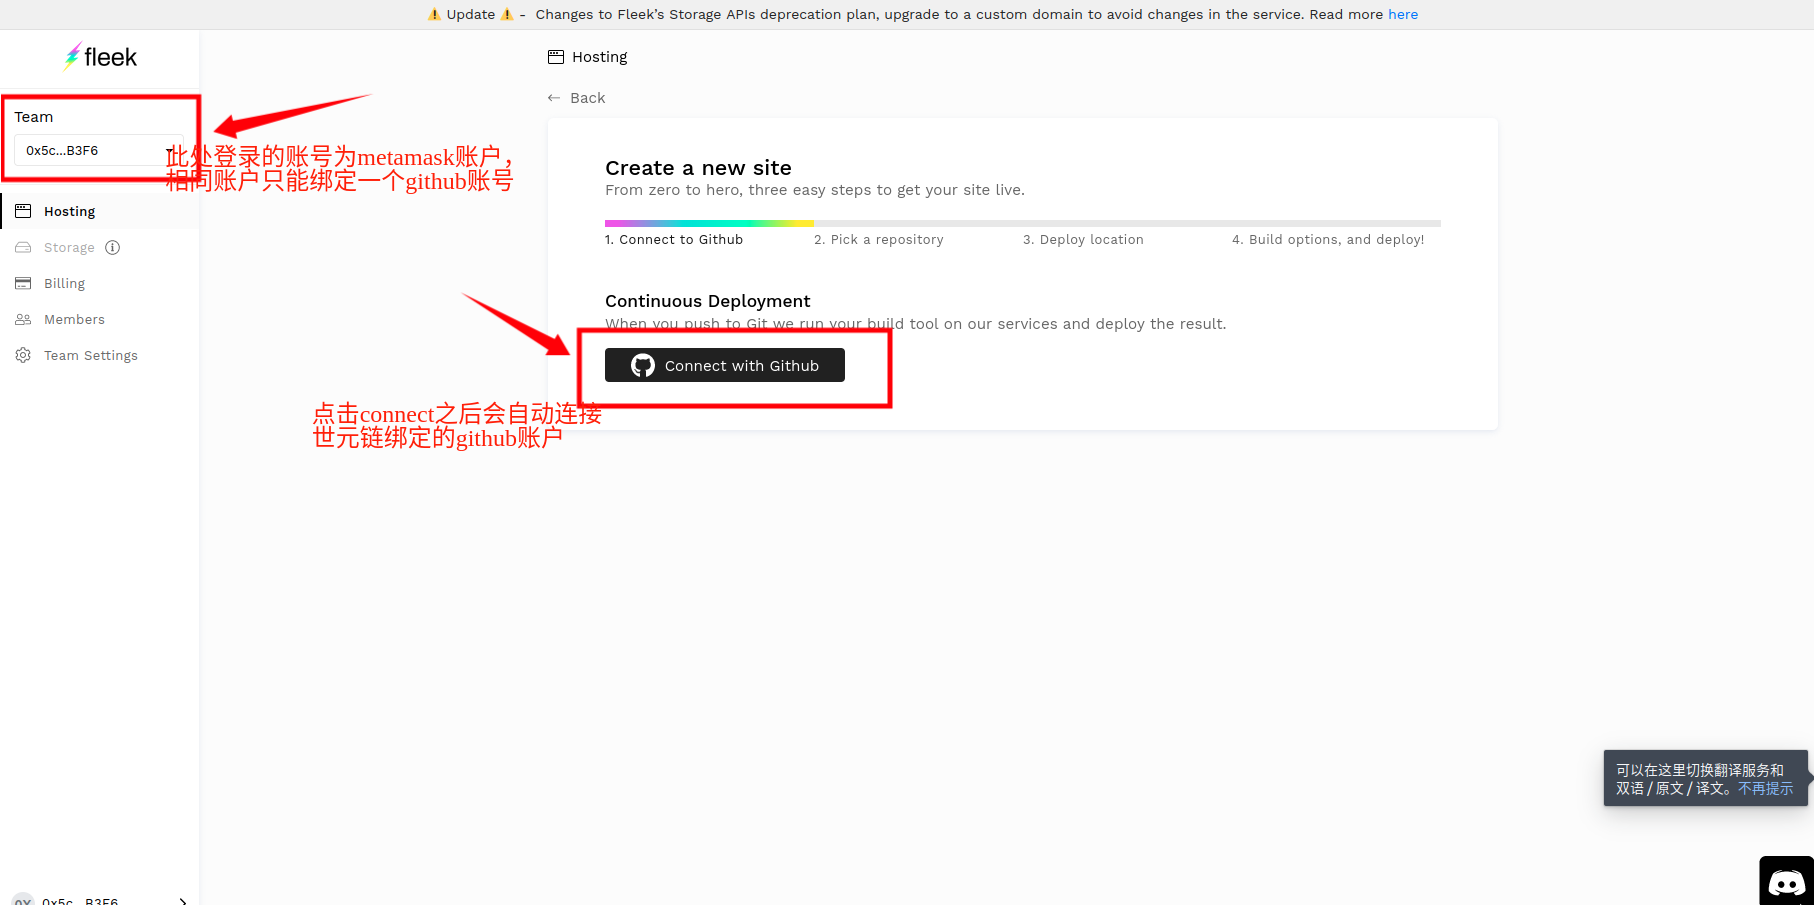 ⚠ Update ⚠ - Changes to Fleek’s Storage APIs deprecation plan, upgrade to a custom domain to avoid changes in the service. Read more here
fleek
Team
0x5c...B3F6
此处登录的账号为metamask账户，
相同账户只能绑定一个github账号
Hosting
Storage
Billing
Members
Team Settings
Hosting
← Back
Create a new site
From zero to hero, three easy steps to get your site live.
1. Connect to Github
2. Pick a repository
3. Deploy location
4. Build options, and deploy!
Continuous Deployment
When you push to Git we run your build tool on our services and deploy the result.
Connect with Github
点击connect之后会自动连接
世元链绑定的github账户
可以在这里切换翻译服务和
双语 / 原文 / 译文。不再提示
0X
0x5c...B3F6